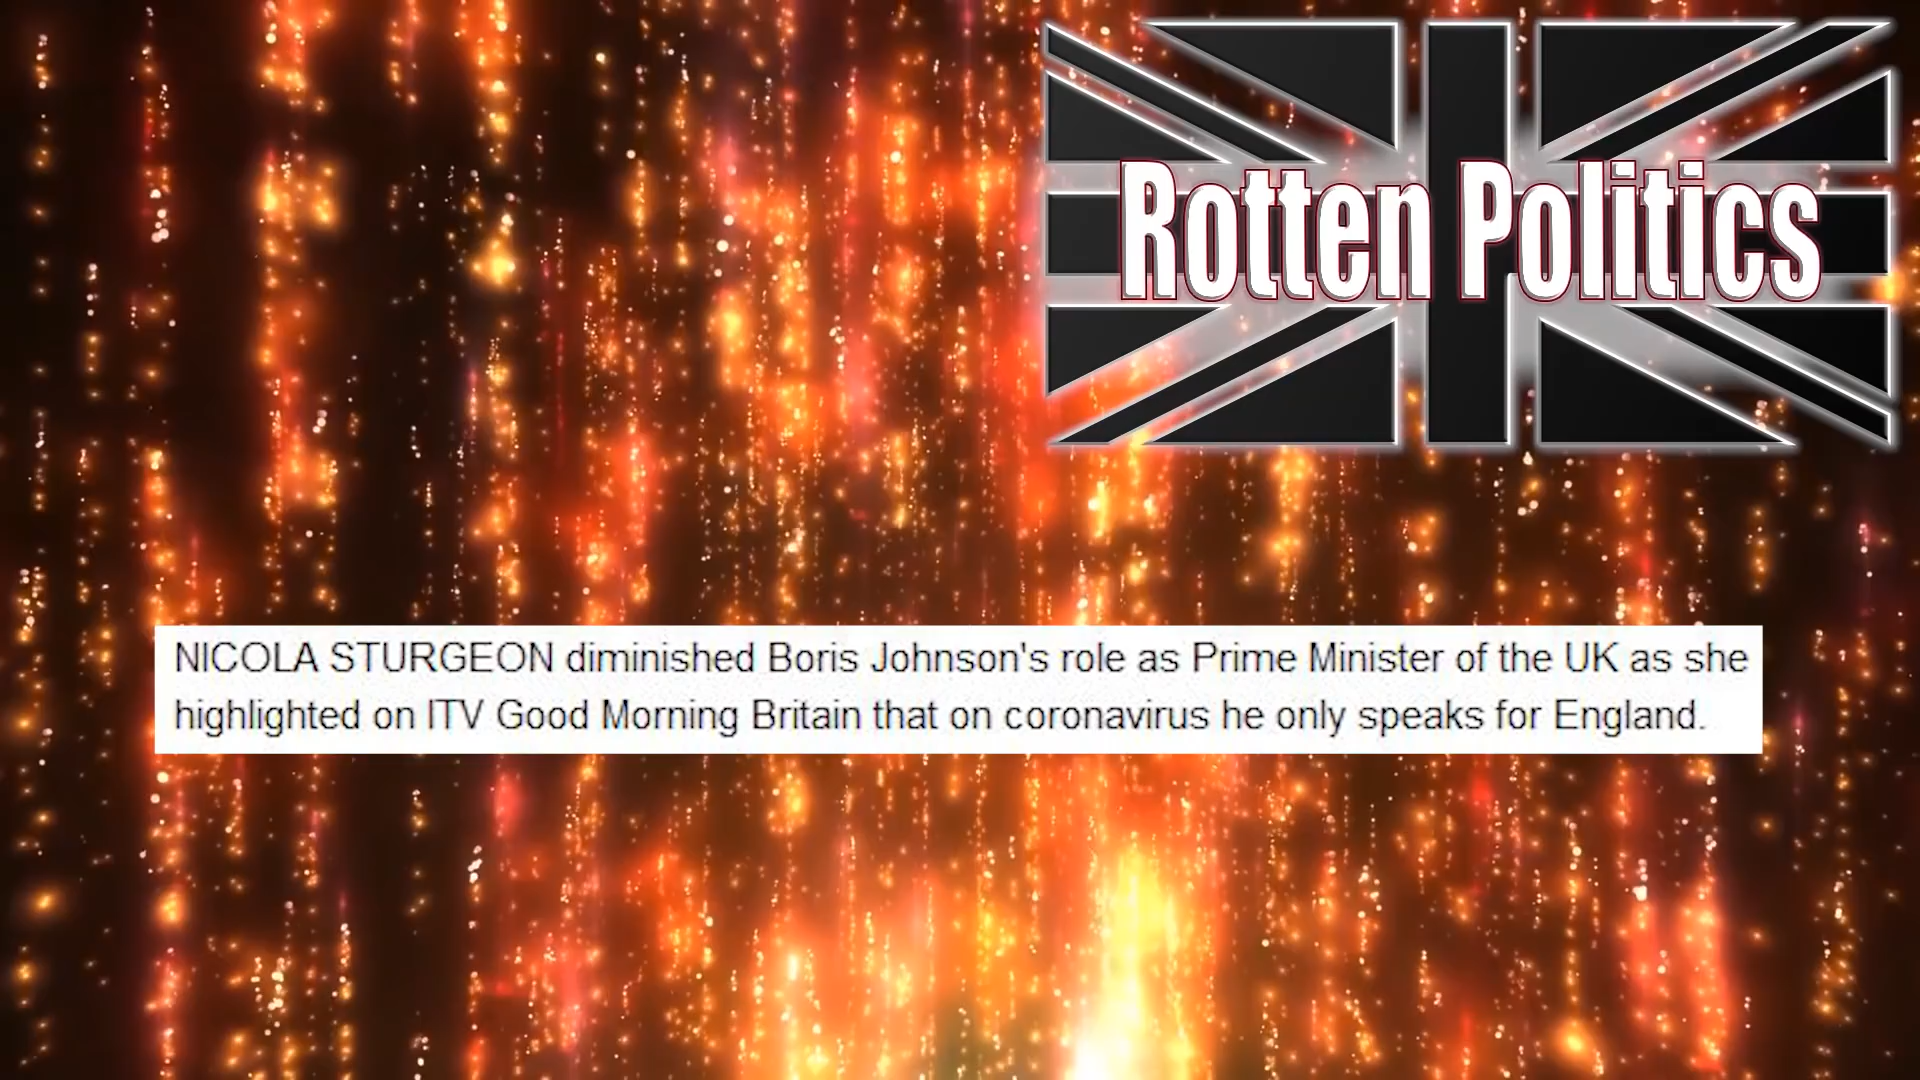 Rotten Politics
NICOLA STURGEON diminished Boris Johnson's role as Prime Minister of the UK as she
highlighted on ITV Good Morning Britain that on coronavirus he only speaks for England.